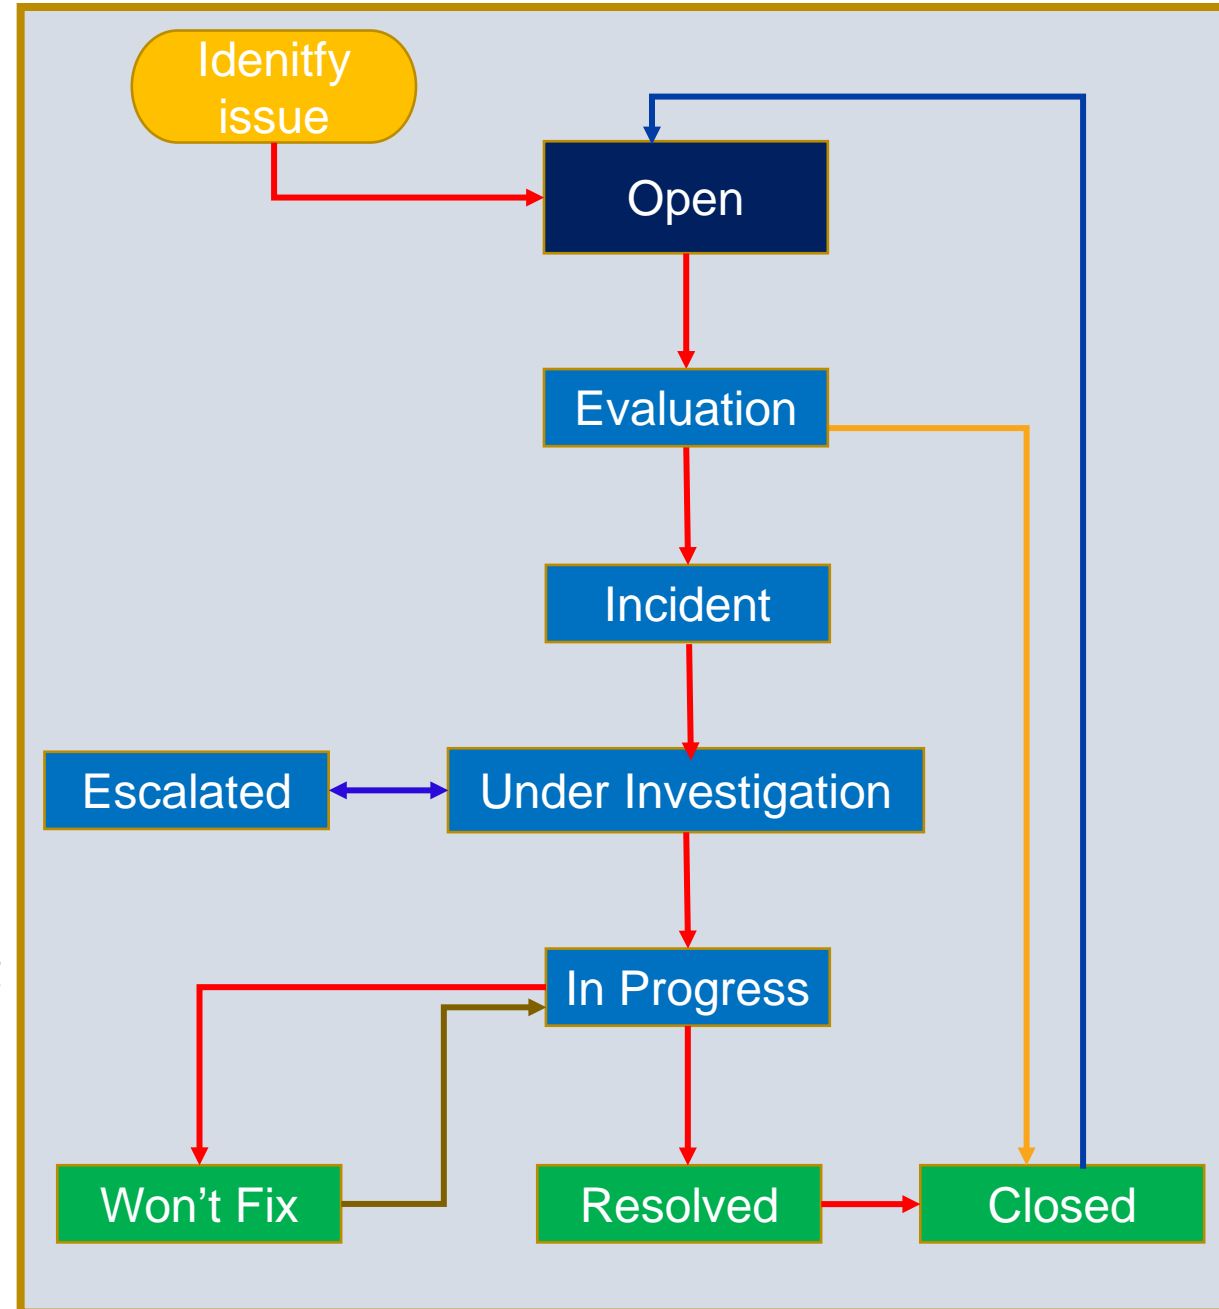 Idenitfy
issue
Open
Evaluation
Incident
Escalated
Under Investigation
In Progress
Won’t Fix
Resolved
Closed